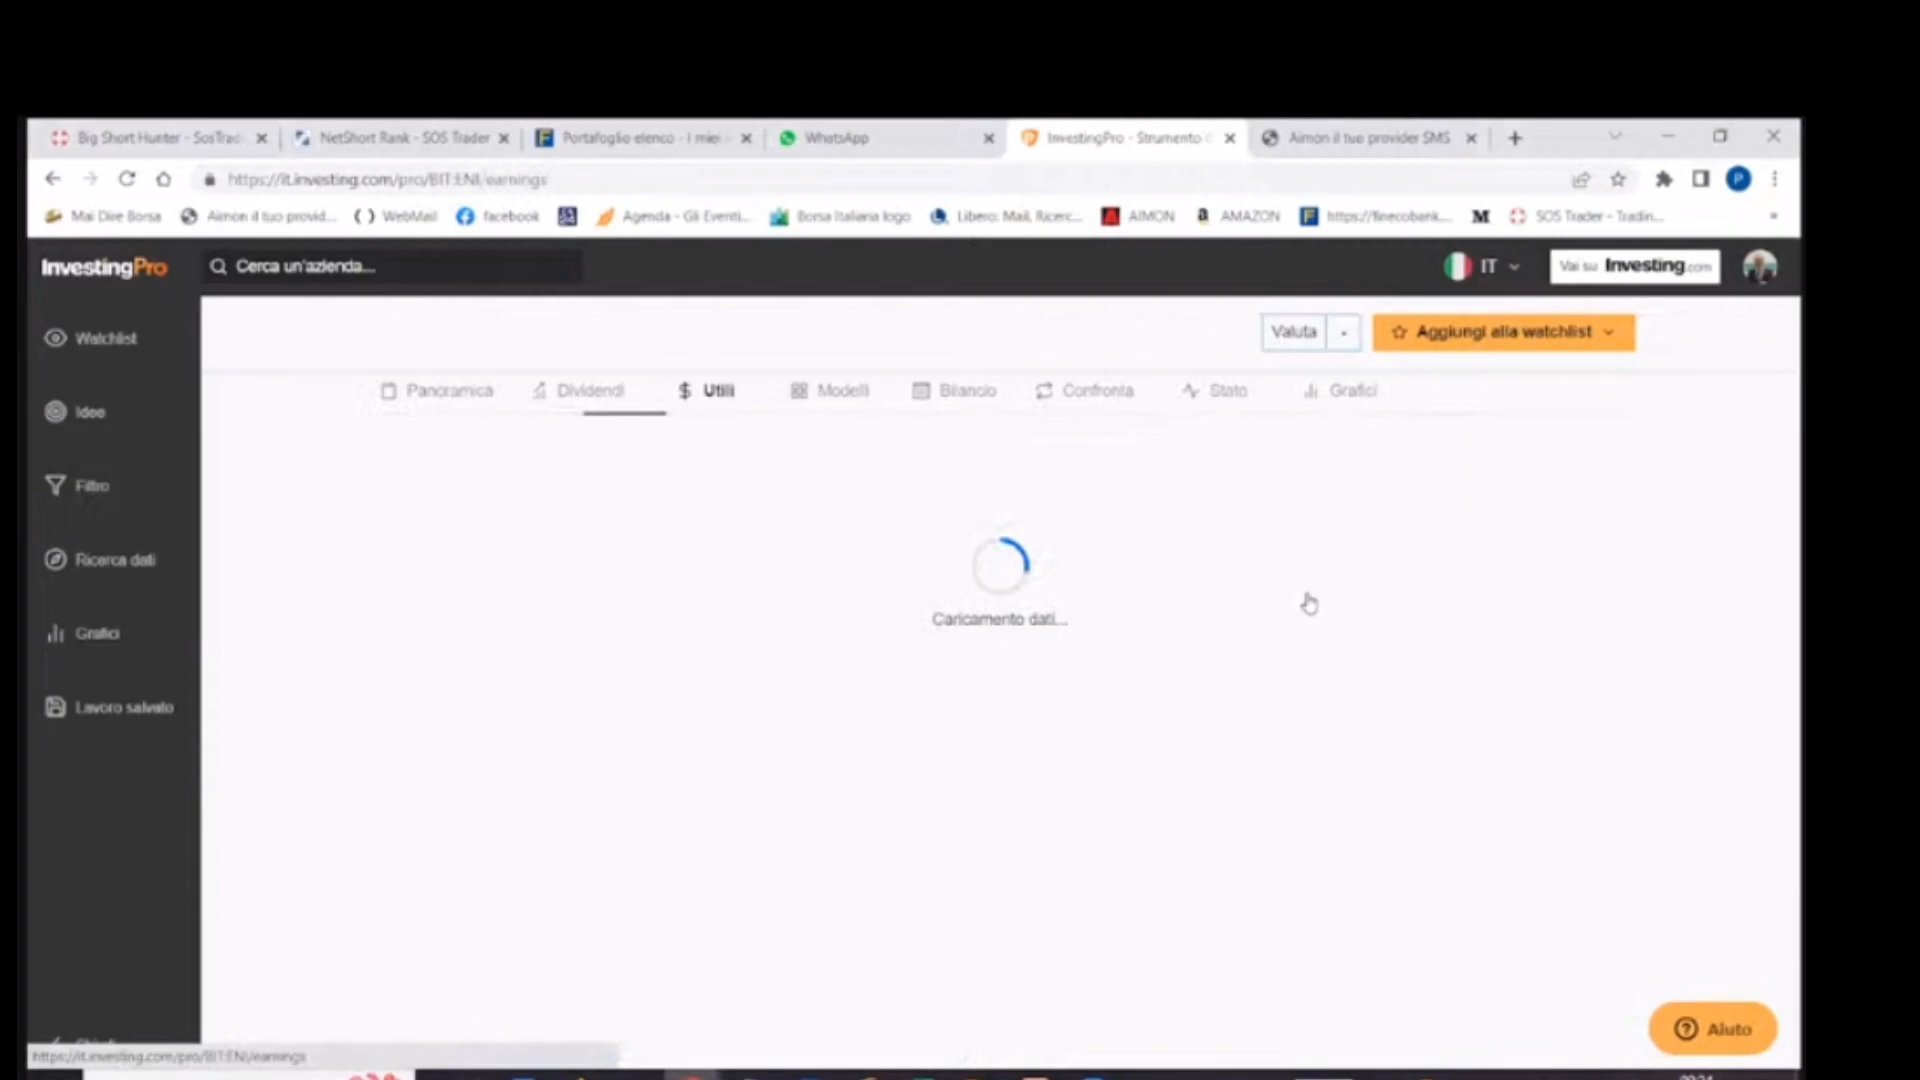 Big Short Hunter - SosTrad
NetShort Rank - SOS Trader
Portafoglio elenco - I miei
WhatsApp
InvestingPro - Strumento d
Aimon il tuo provider SMS
https://it.investing.com/pro/BIT:ENI/earnings
P
Mai Dire Borsa
Aimon il tuo provid...
WebMail
facebook
Agenda - Gli Eventi...
Borsa Italiana logo
Libero: Mail, Ricerc...
AIMON
AMAZON
https://finecobank....
M
SOS Trader - Tradin...
InvestingPro
Cerca un'azienda...
IT
Vai su Investing.com
Watchlist
Valuta
Aggiungi alla watchlist
Panoramica
Dividendi
Utili
Modelli
Bilancio
Confronta
Stato
Grafici
Idee
Filtro
Ricerca dati
Caricamento dati...
Grafici
Lavoro salvato
Aiuto
https://it.investing.com/pro/BIT:ENI/earnings